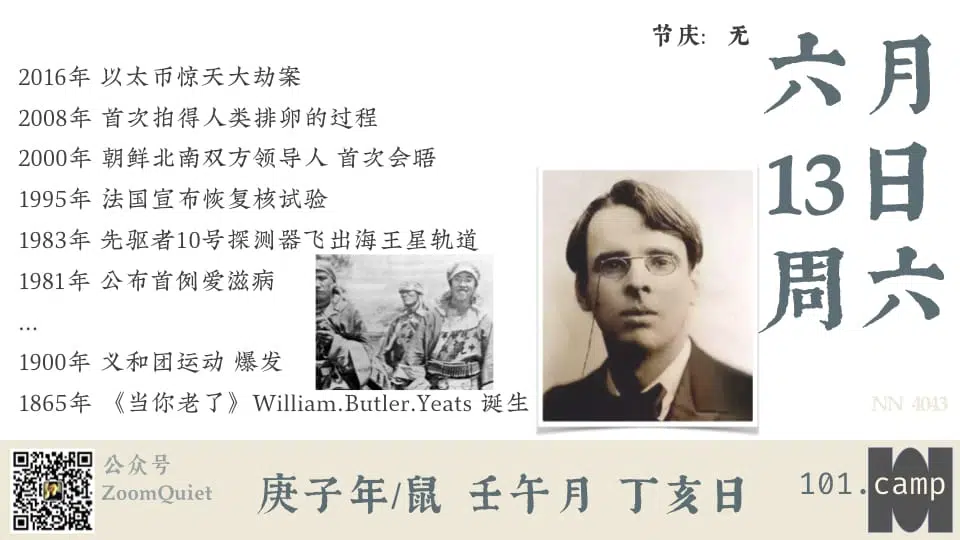 节庆: 无
六月
13日
周六
2016年 以太币惊天大劫案
2008年 首次拍得人类排卵的过程
2000年 朝鲜北南双方领导人 首次会晤
1995年 法国宣布恢复核试验
1983年 先驱者10号探测器飞出海王星轨道
1981年 公布首例爱滋病
...
1900年 义和团运动 爆发
1865年 《当你老了》William.Butler.Yeats 诞生
NN 4043
公众号
ZoomQuiet
庚子年/鼠 壬午月 丁亥日
101.camp